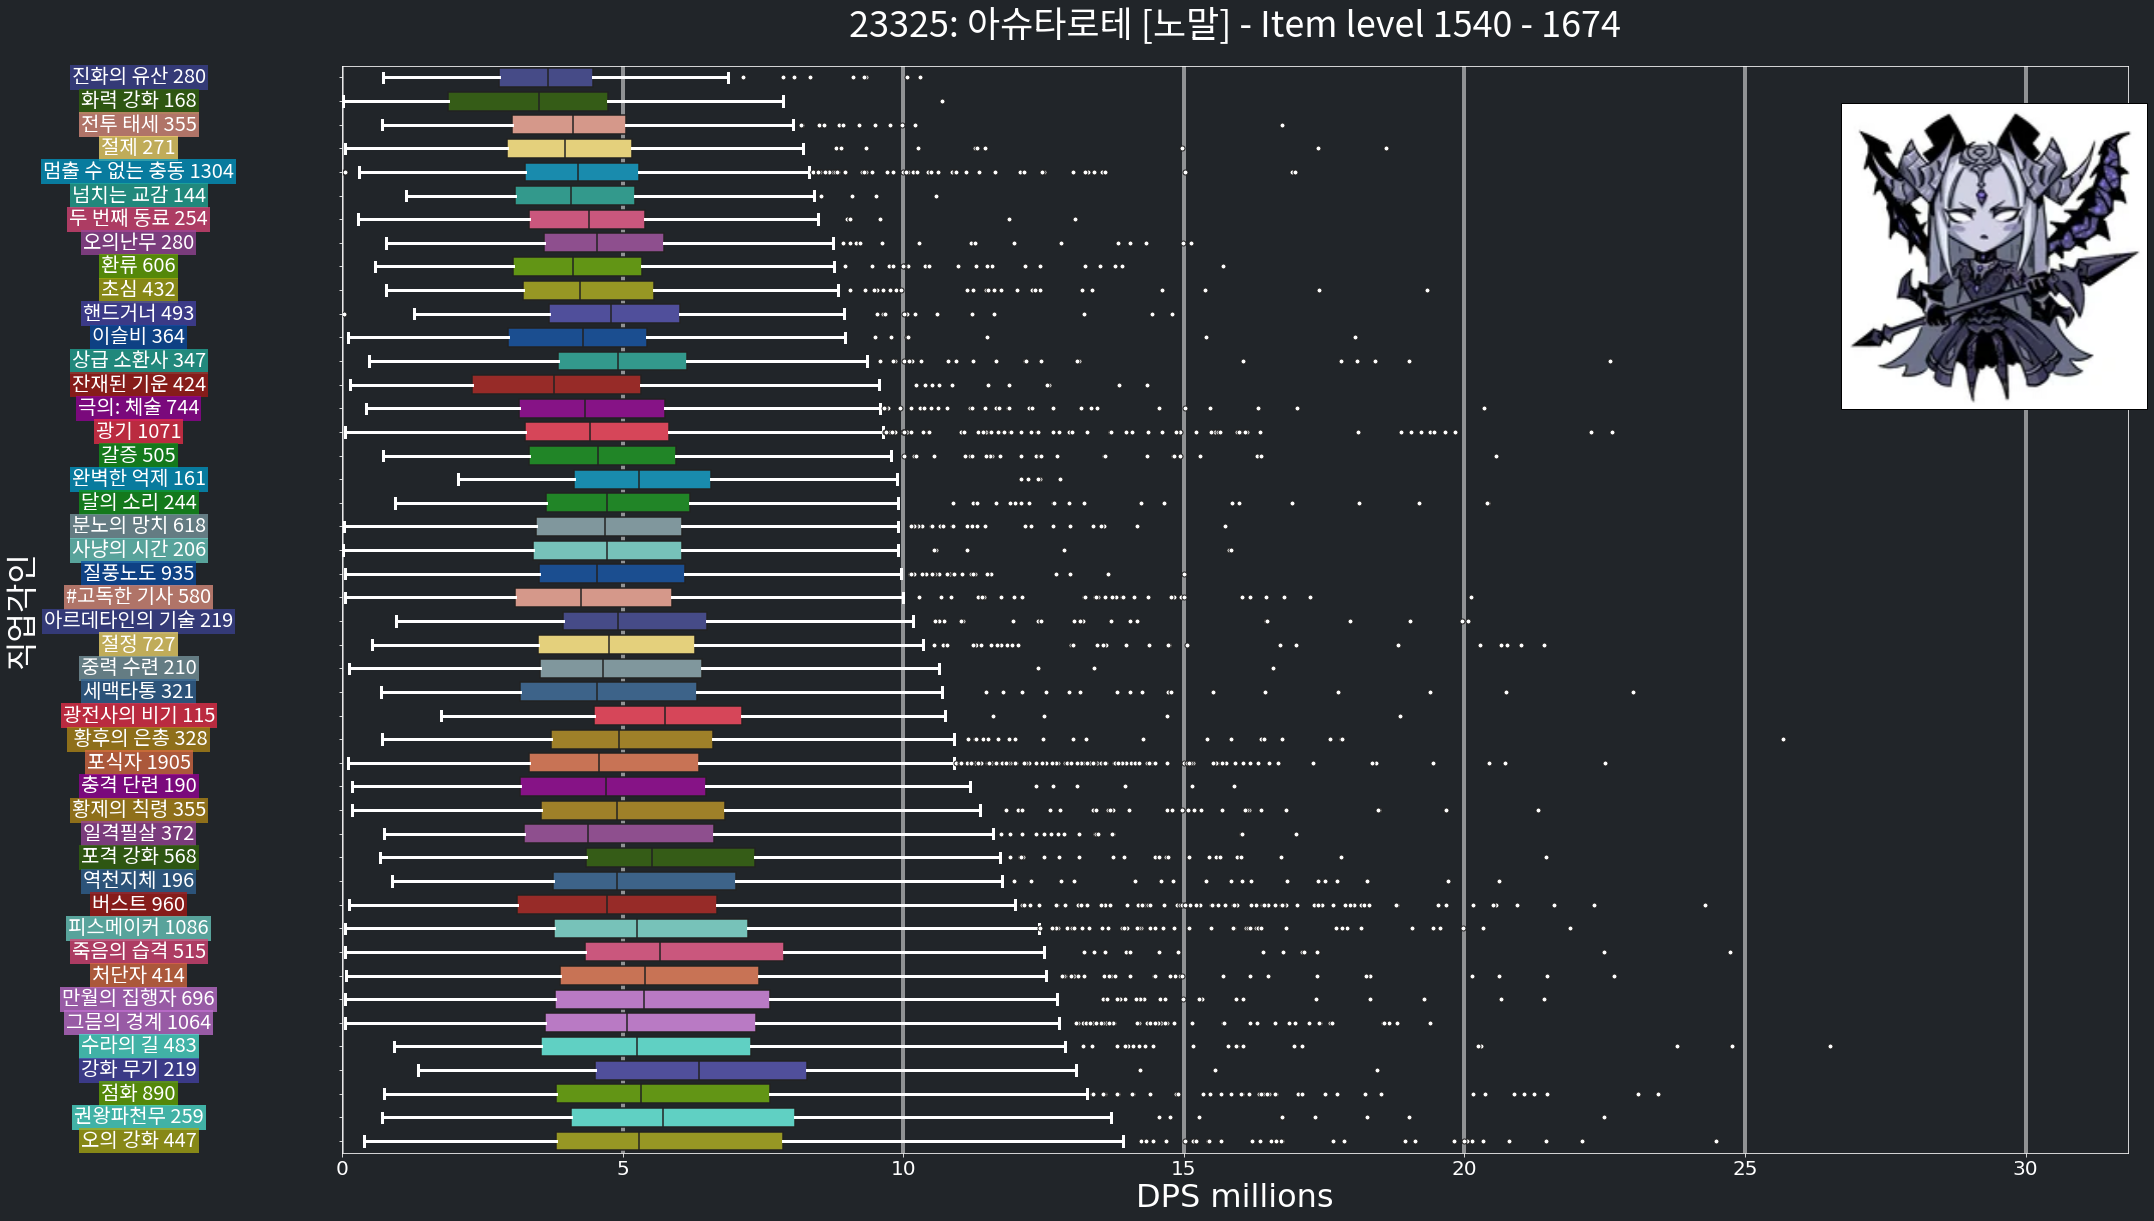 23325: 아슈타로테 [노말] - Item level 1540 - 1674
진화의 유산 280
화력 강화 168
전투 태세 355
절제 271
멈출 수 없는 충동 1304
넘치는 교감 144
두 번째 동료 254
오의난무 280
환류 606
초심 432
핸드거너 493
이슬비 364
상급 소환사 347
잔재된 기운 424
극의: 체술 744
광기 1071
갈증 505
완벽한 억제 161
달의 소리 244
분노의 망치 618
사냥의 시간 206
질풍노도 935
#고독한 기사 580
아르데타인의 기술 219
절정 727
중력 수련 210
세맥타통 321
광전사의 비기 115
황후의 은총 328
포식자 1905
충격 단련 190
황제의 칙령 355
일격필살 372
포격 강화 568
역천지체 196
버스트 960
피스메이커 1086
죽음의 습격 515
처단자 414
만월의 집행자 696
그믐의 경계 1064
수라의 길 483
강화 무기 219
점화 890
권왕파천무 259
오의 강화 447
직업각인
0 5 10 15 20 25 30
DPS millions